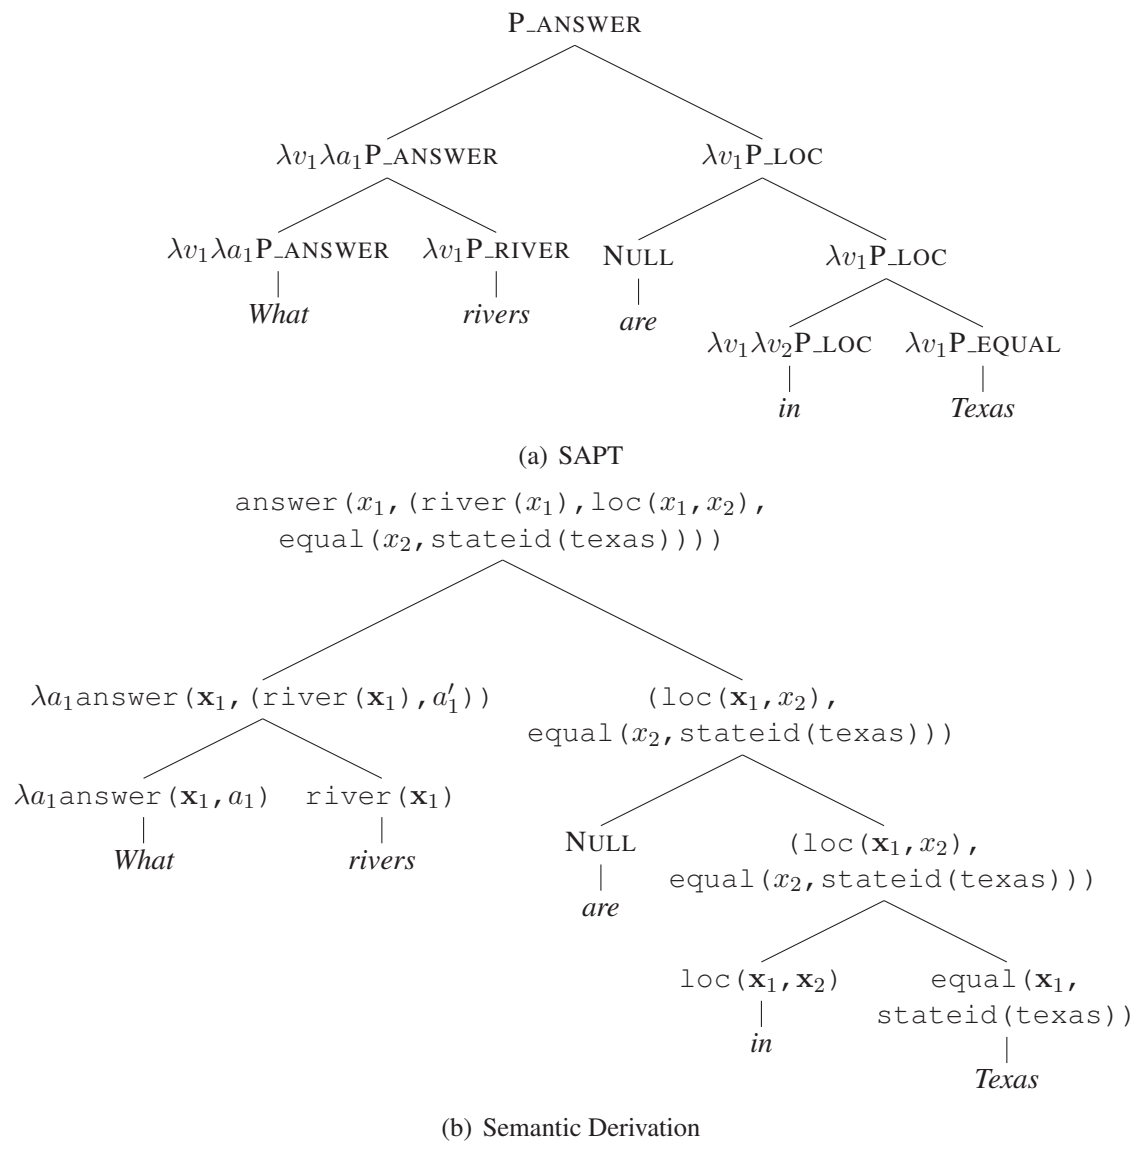 P_ANSWER
λv₁λa₁P_ANSWER λv₁P_LOC
λv₁λa₁P_ANSWER λv₁P_RIVER NULL λv₁P_LOC
What rivers are
λv₁λv₂P_LOC λv₁P_EQUAL
in Texas
(a) SAPT
answer(x₁,(river(x₁),loc(x₁,x₂),
equal(x₂,stateid(texas))))
λa₁answer(x₁,(river(x₁),a′₁)) (loc(x₁,x₂),
equal(x₂,stateid(texas)))
λa₁answer(x₁,a₁) river(x₁)
What rivers
NULL (loc(x₁,x₂),
are equal(x₂,stateid(texas)))
loc(x₁,x₂) equal(x₁,
stateid(texas))
in
Texas
(b) Semantic Derivation